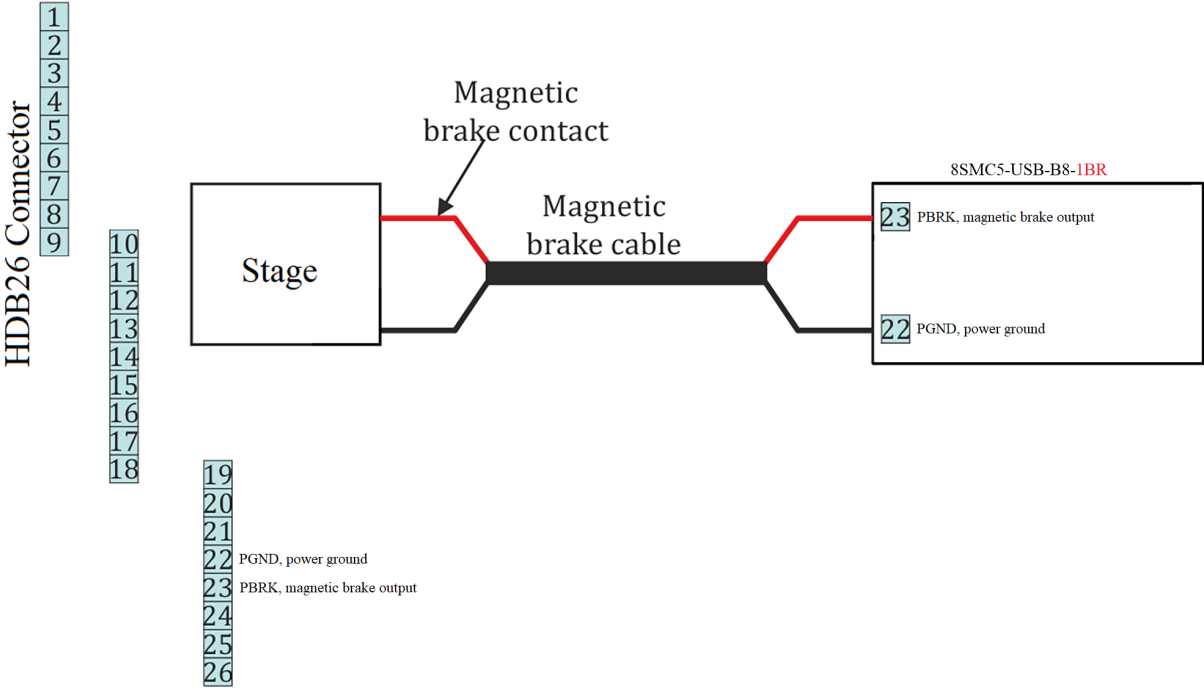 HDB26 Connector
1
2
3
4
5
6
7
8
9
10
11
12
13
14
15
16
17
18
19
20
21
22 PGND, power ground
23 PBRK, magnetic brake output
24
25
26
Magnetic
brake contact
Stage
Magnetic
brake cable
8SMC5-USB-B8-1BR
23 PBRK, magnetic brake output
22 PGND, power ground